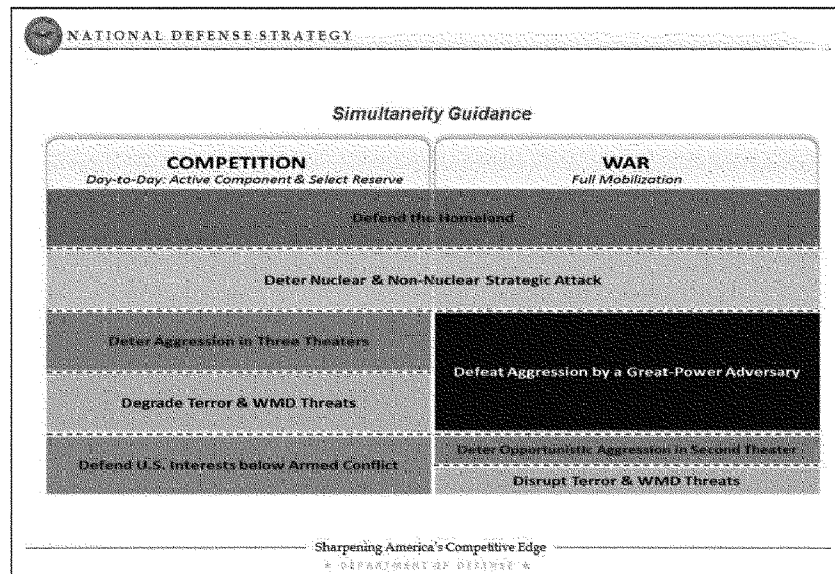 NATIONAL DEFENSE STRATEGY
Simultaneity Guidance
COMPETITION
Day-to-Day: Active Component & Select Reserve
WAR
Full Mobilization
Defend the Homeland
Deter Nuclear & Non-Nuclear Strategic Attack
Deter Aggression in Three Theaters
Degrade Terror & WMD Threats
Defend U.S. Interests below Armed Conflict
Defeat Aggression by a Great-Power Adversary
Deter Opportunistic Aggression in Second Theater
Disrupt Terror & WMD Threats
Sharpening America's Competitive Edge
★ DEPARTMENT OF DEFENSE ★